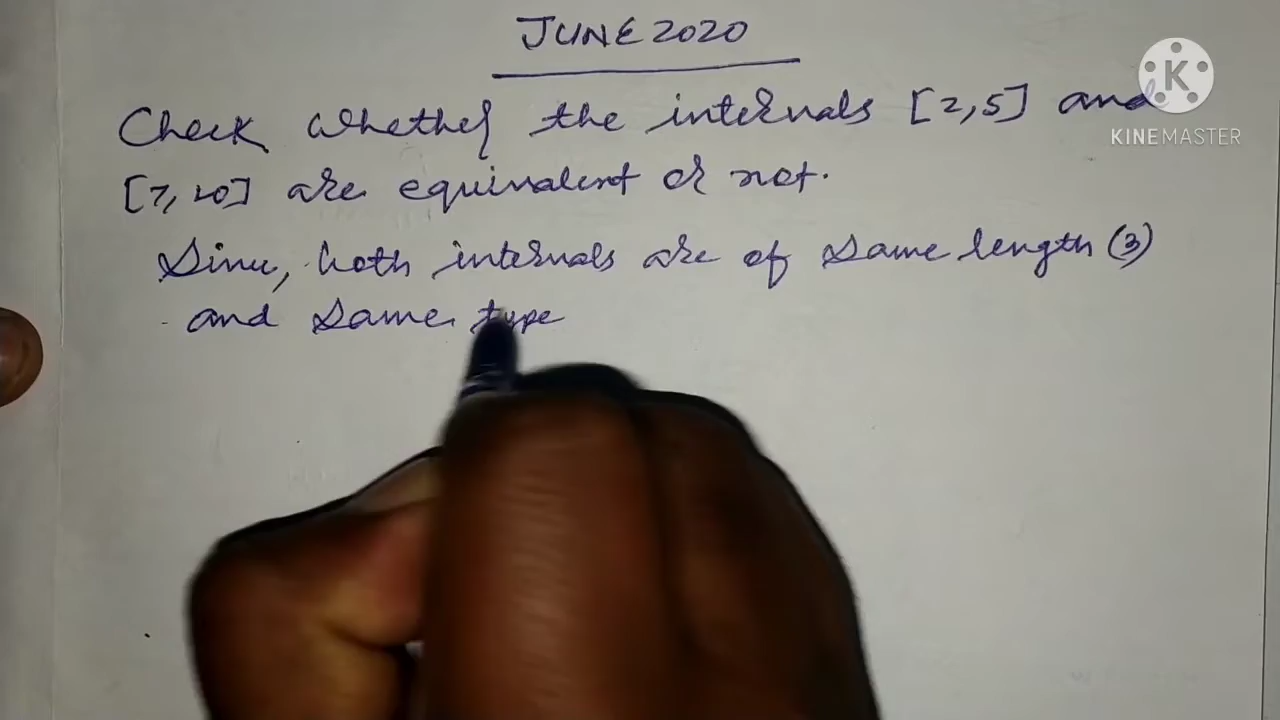 JUNE 2020
Check whether the intervals [2,5] and
[7,10] are equivalent or not.
Since, both intervals are of same length (3)
and same type
K
KINEMASTER